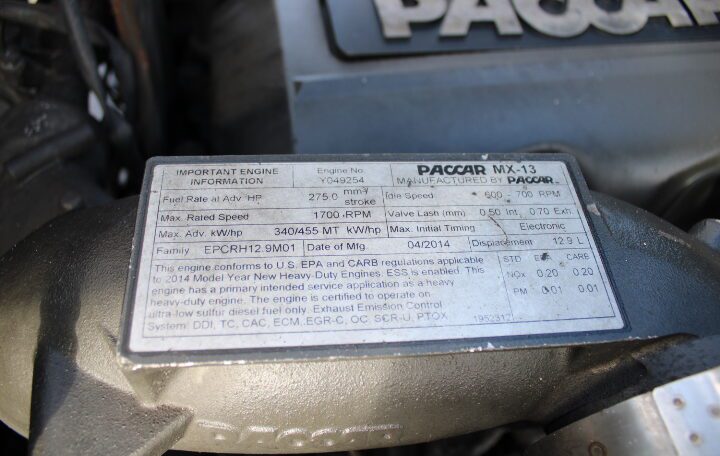 PACCAR
IMPORTANT ENGINE INFORMATION
Engine No. Y049254
PACCAR MX-13
MANUFACTURED BY PACCAR
Fuel Rate at Adv. HP 275.0 mm³/stroke
Idle Speed 600 - 700 RPM
Max. Rated Speed 1700 RPM
Valve Lash (mm) 0.50 Int. 0.70 Exh.
Max. Adv. kW/hp 340/455 MT kW/hp
Max. Initial Timing Electronic
Family EPCRH12.9M01
Date of Mfg. 04/2014
Displacement 12.9 L
This engine conforms to U.S. EPA and CARB regulations applicable
to 2014 Model Year New Heavy-Duty Engines. ESS is enabled. This
engine has a primary intended service application as a heavy
heavy-duty engine. The engine is certified to operate on
ultra-low sulfur diesel fuel only. Exhaust Emission Control
System: DDI, TC, CAC, ECM, EGR-C, OC, SCR-U, PTOX
1952312
STD EPA CARB
NOx 0.20 0.20
PM 0.01 0.01
PACCAR